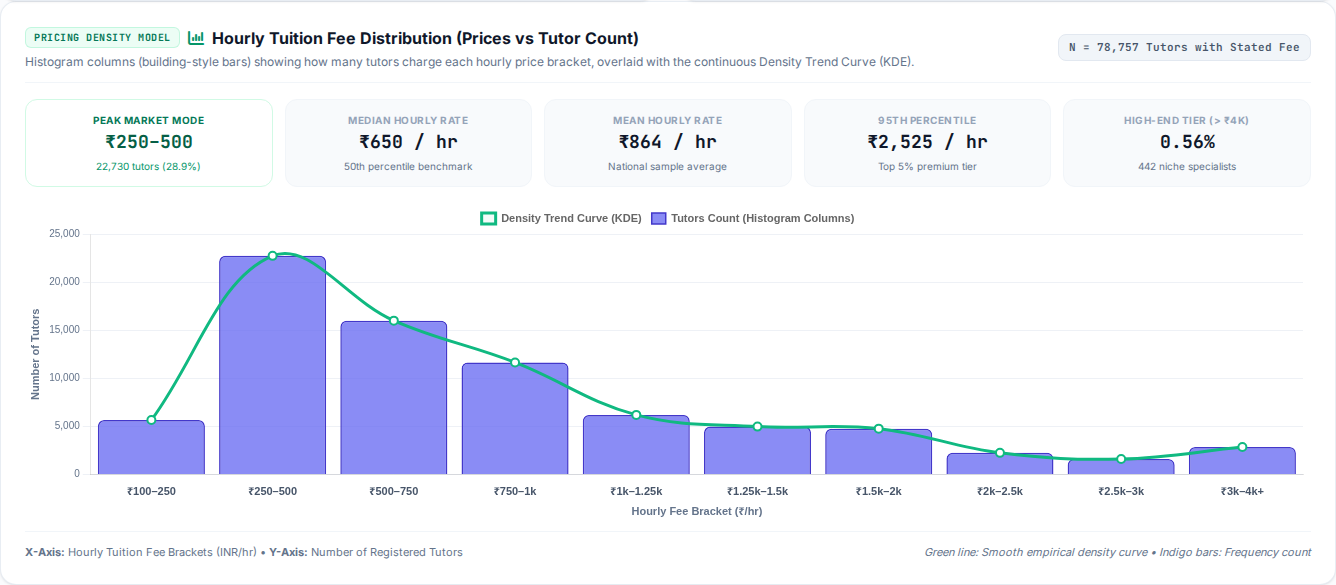 PRICING DENSITY MODEL
Hourly Tuition Fee Distribution (Prices vs Tutor Count)
Histogram columns (building-style bars) showing how many tutors charge each hourly price bracket, overlaid with the continuous Density Trend Curve (KDE).
N = 78,757 Tutors with Stated Fee
PEAK MARKET MODE
₹250–500
22,730 tutors (28.9%)
MEDIAN HOURLY RATE
₹650 / hr
50th percentile benchmark
MEAN HOURLY RATE
₹864 / hr
National sample average
95TH PERCENTILE
₹2,525 / hr
Top 5% premium tier
HIGH-END TIER (> ₹4K)
0.56%
442 niche specialists
Density Trend Curve (KDE)
Tutors Count (Histogram Columns)
Number of Tutors
25,000
20,000
15,000
10,000
5,000
0
₹100–250
₹250–500
₹500–750
₹750–1k
₹1k–1.25k
₹1.25k–1.5k
₹1.5k–2k
₹2k–2.5k
₹2.5k–3k
₹3k–4k+
Hourly Fee Bracket (₹/hr)
X-Axis: Hourly Tuition Fee Brackets (INR/hr) • Y-Axis: Number of Registered Tutors
Green line: Smooth empirical density curve • Indigo bars: Frequency count